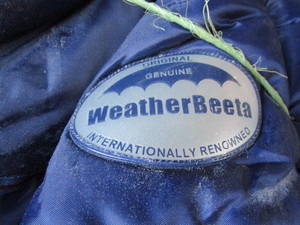 ORIGINAL
GENUINE
WeatherBeeta
INTERNATIONALLY RENOWNED